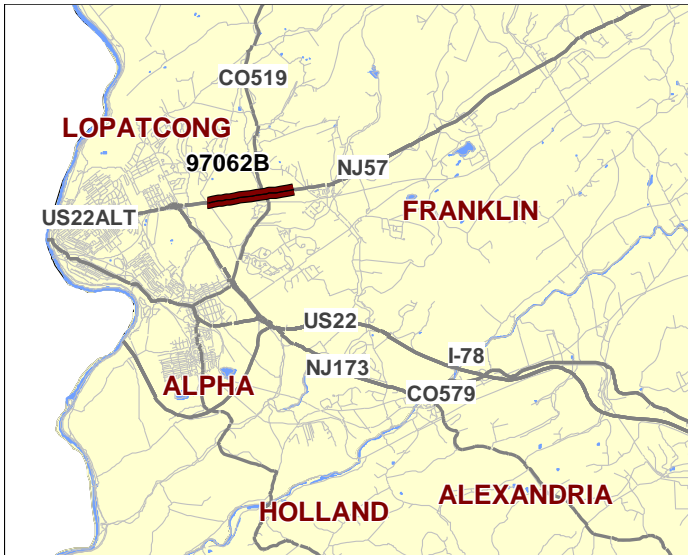 CO519
LOPATCONG
97062B
NJ57
US22ALT
FRANKLIN
US22
I-78
NJ173
ALPHA
CO579
ALEXANDRIA
HOLLAND